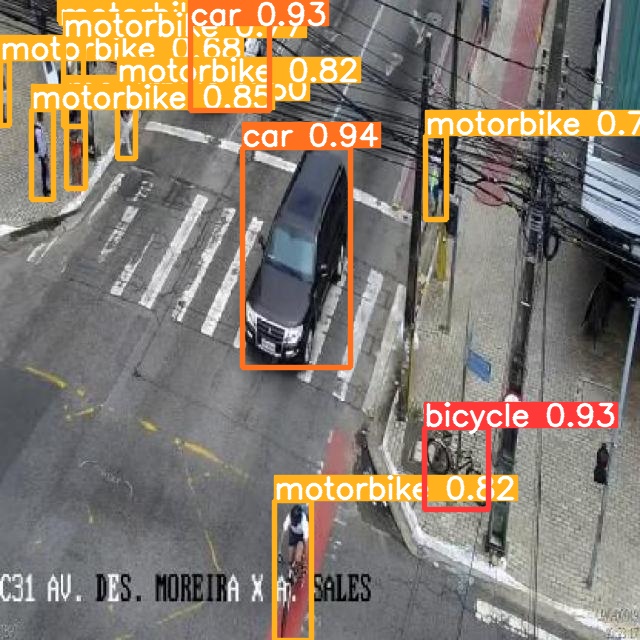 car 0.93
motorbike 0.68
motorbike 0.82
motorbike 0.85
car 0.94
motorbike 0.7
bicycle 0.93
motorbike 0.82
C31 AV. DES. MOREIRA X A. SALES